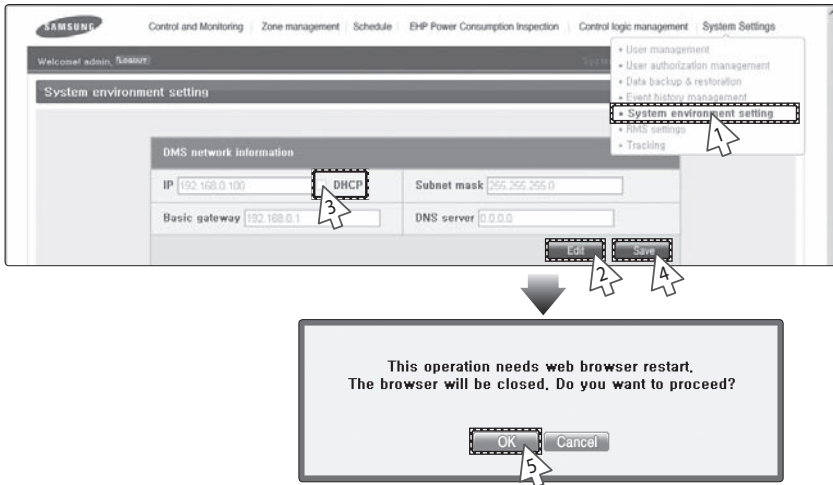 SAMSUNG Control and Monitoring Zone management Schedule EHP Power Consumption Inspection Control logic management System Settings
Welcome! admin, LOGOUT
• User management
• User authorization management
• Data backup & restoration
• Event history management
• System environment setting
• RMS settings
• Tracking
1
System environment setting
DMS network information
IP 192.168.0.100 DHCP Subnet mask 255.255.255.0
3
Basic gateway 192.168.0.1 DNS server 0.0.0.0
Edit Save
2 4
This operation needs web browser restart.
The browser will be closed. Do you want to proceed?
OK Cancel
5